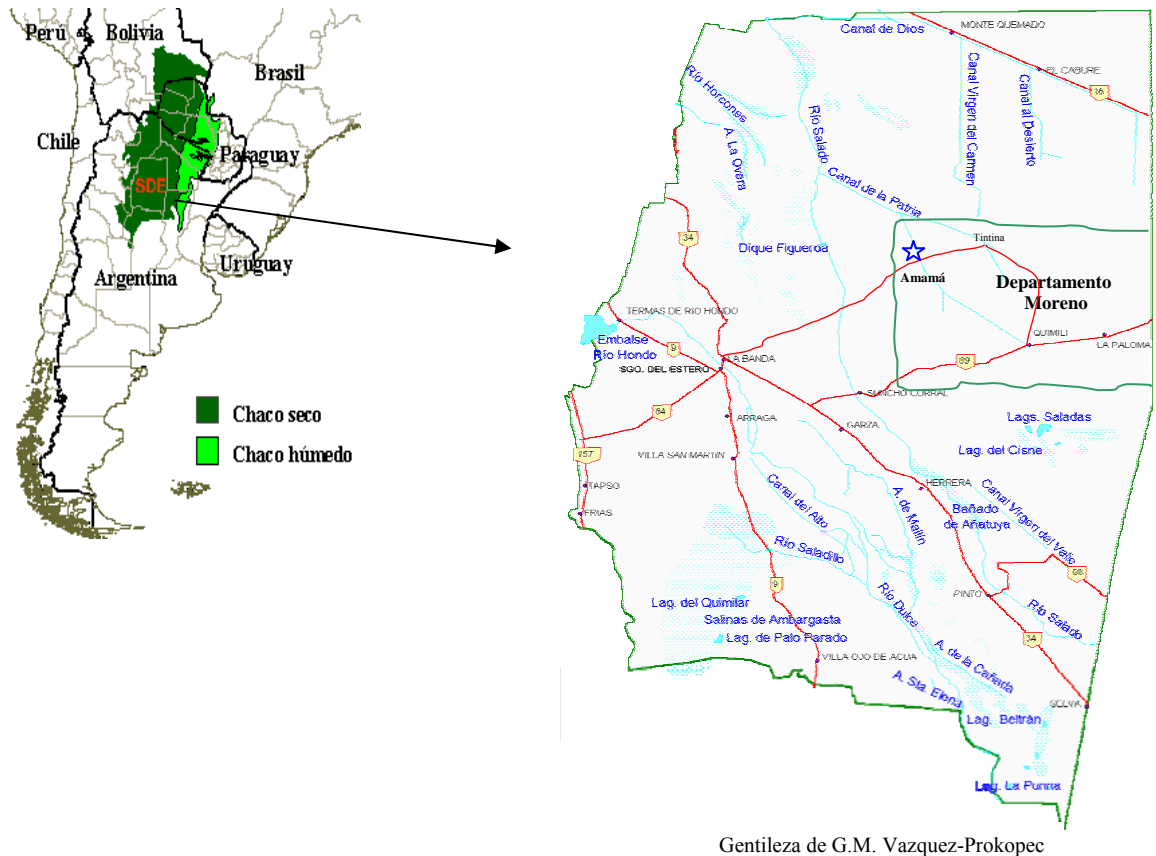 Perú
Bolivia
Brasil
Chile
Paraguay
SDE
Uruguay
Argentina
Chaco seco
Chaco húmedo
Canal de Dios
MONTE QUEMADO
EL CABURE
16
Río Horcones
A. La Ovara
Río Salado
Canal Virgen del Carmen
Canal al Desierto
Canal de la Patria
34
Dique Figueroa
Tintina
Amamá
Departamento
Moreno
TERMAS DE RIO HONDO
QUIMILI
LA PALOMA
Embalse
Río Hondo
9
LA BANDA
SGO. DEL ESTERO
89
SUNCHO CORRAL
64
ARRAGA
GARZA
Lags. Saladas
Lag. del Cisne
157
VILLA SAN MARTIN
TAPSO
FRIAS
HERRERA
Canal del Alto
A. de Mailín
Bañado
de Añatuya
Canal Virgen del Valle
Río Saladillo
9
Río Dulce
PINTO
Río Salado
Lag. del Quimilar
Salinas de Ambargasta
Lag. de Palo Parado
34
VILLA OJO DE AGUA
A. de la Cañada
A. Sta. Elena
SELVA
Lag. Beltrán
Lag. La Punna
Gentileza de G.M. Vazquez-Prokopec